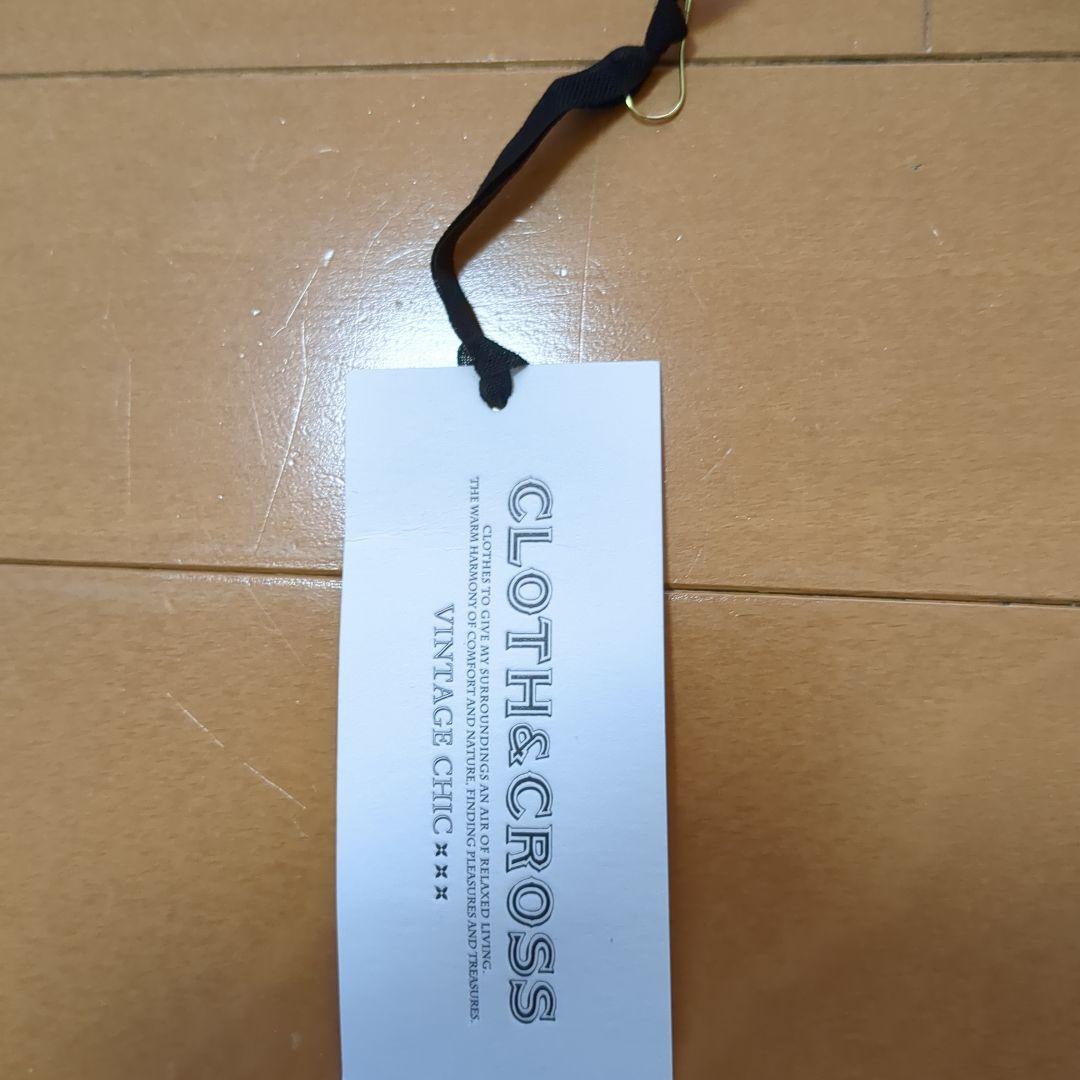 CLOTH&CROSS
CLOTHES TO GIVE MY SURROUNDINGS AN AIR OF RELAXED LIVING.
THE WARM HARMONY OF COMFORT AND NATURE, FINDING PLEASURES AND TREASURES.
VINTAGE CHIC